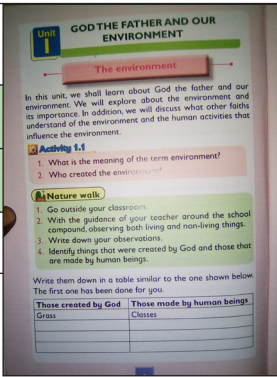 Unit
1
GOD THE FATHER AND OUR
ENVIRONMENT
The environment
In this unit, we shall learn about God the father and our
environment. We will explore about the environment and
its importance. In addition, we will discuss what other faiths
understand of the environment and the human activities that
influence the environment.
Activity 1.1
1. What is the meaning of the term environment?
2. Who created the environment?
Nature walk
1. Go outside your classroom.
2. With the guidance of your teacher around the school
compound, observing both living and non-living things.
3. Write down your observations.
4. Identify things that were created by God and those that
are made by human beings.
Write them down in a table similar to the one shown below.
The first one has been done for you.
Those created by God Those made by human beings
Grass Classes